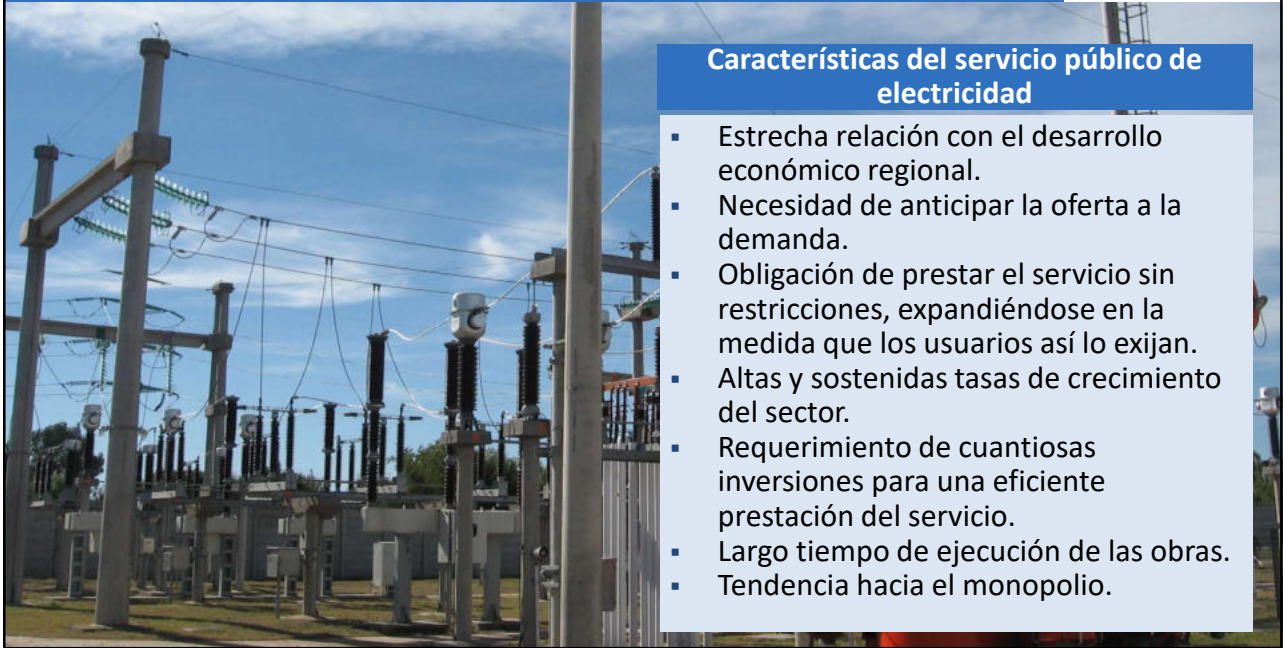 Características del servicio público de
electricidad
▪ Estrecha relación con el desarrollo
económico regional.
▪ Necesidad de anticipar la oferta a la
demanda.
▪ Obligación de prestar el servicio sin
restricciones, expandiéndose en la
medida que los usuarios así lo exijan.
▪ Altas y sostenidas tasas de crecimiento
del sector.
▪ Requerimiento de cuantiosas
inversiones para una eficiente
prestación del servicio.
▪ Largo tiempo de ejecución de las obras.
▪ Tendencia hacia el monopolio.